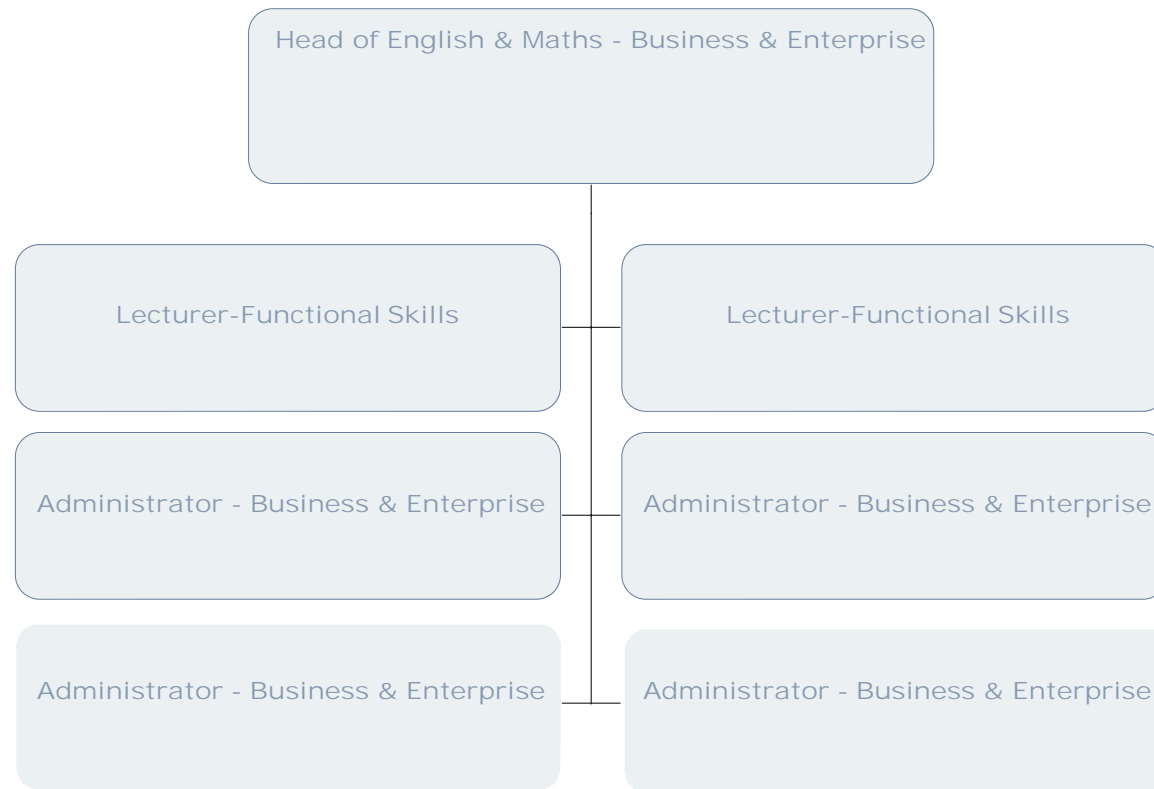 Head of English & Maths - Business & Enterprise
Lecturer-Functional Skills
Lecturer-Functional Skills
Administrator - Business & Enterprise
Administrator - Business & Enterprise
Administrator - Business & Enterprise
Administrator - Business & Enterprise